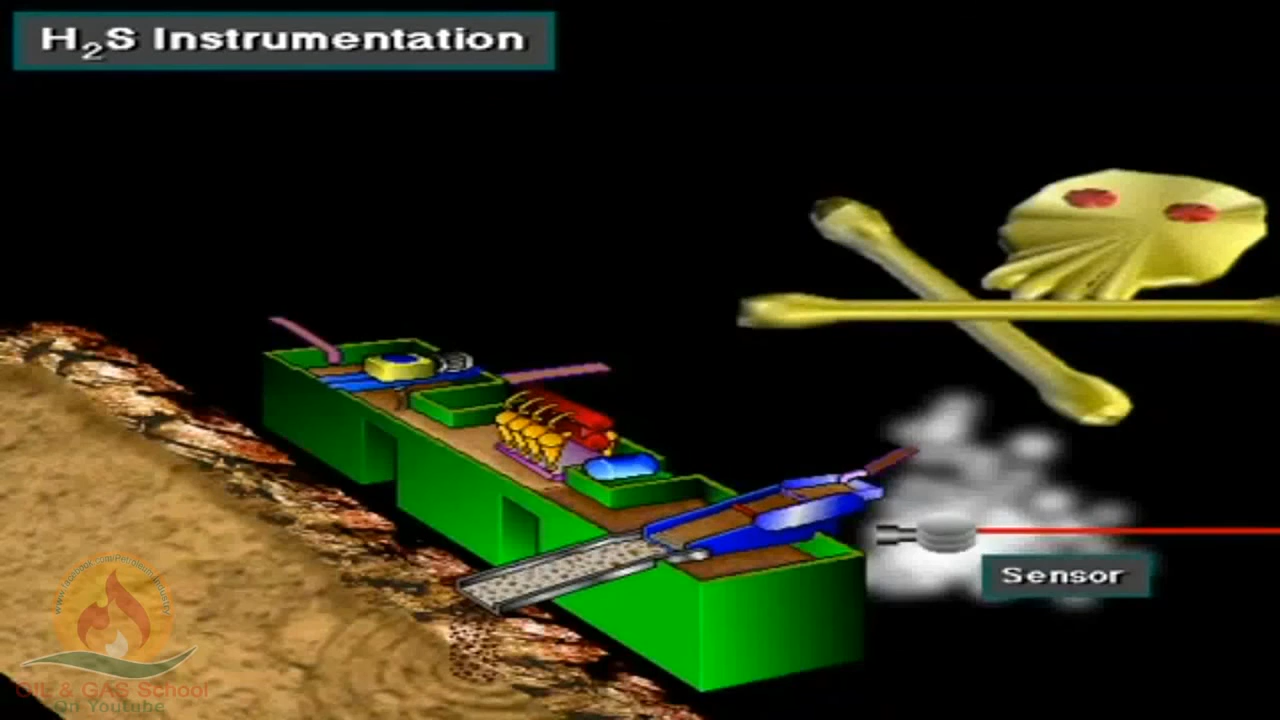 H₂S Instrumentation
Sensor
OIL & GAS School
On Youtube